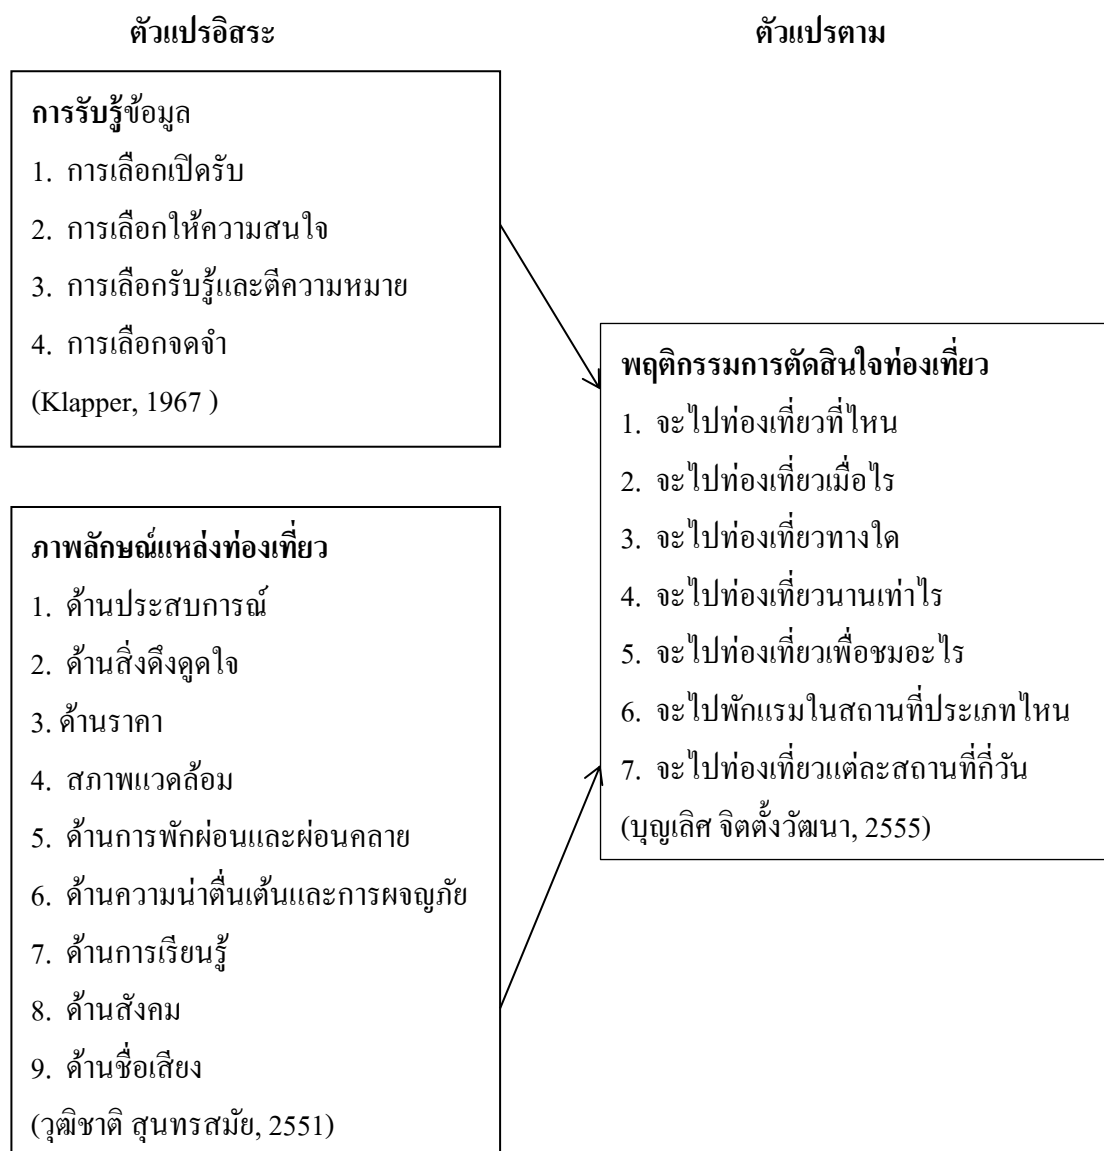 ตัวแปรอิสระ
ตัวแปรตาม
การรับรู้ข้อมูล
1. การเลือกเปิดรับ
2. การเลือกให้ความสนใจ
3. การเลือกรับรู้และตีความหมาย
4. การเลือกจดจำ
(Klapper, 1967 )
ภาพลักษณ์แหล่งท่องเที่ยว
1. ด้านประสบการณ์
2. ด้านสิ่งดึงดูดใจ
3. ด้านราคา
4. สภาพแวดล้อม
5. ด้านการพักผ่อนและผ่อนคลาย
6. ด้านความน่าตื่นเต้นและการผจญภัย
7. ด้านการเรียนรู้
8. ด้านสังคม
9. ด้านชื่อเสียง
(วุฒิชาติ สุนทรสมัย, 2551)
พฤติกรรมการตัดสินใจท่องเที่ยว
1. จะไปท่องเที่ยวที่ไหน
2. จะไปท่องเที่ยวเมื่อไร
3. จะไปท่องเที่ยวทางใด
4. จะไปท่องเที่ยวนานเท่าไร
5. จะไปท่องเที่ยวเพื่อชมอะไร
6. จะไปพักแรมในสถานที่ประเภทไหน
7. จะไปท่องเที่ยวแต่ละสถานที่กี่วัน
(บุญเลิศ จิตตั้งวัฒนา, 2555)